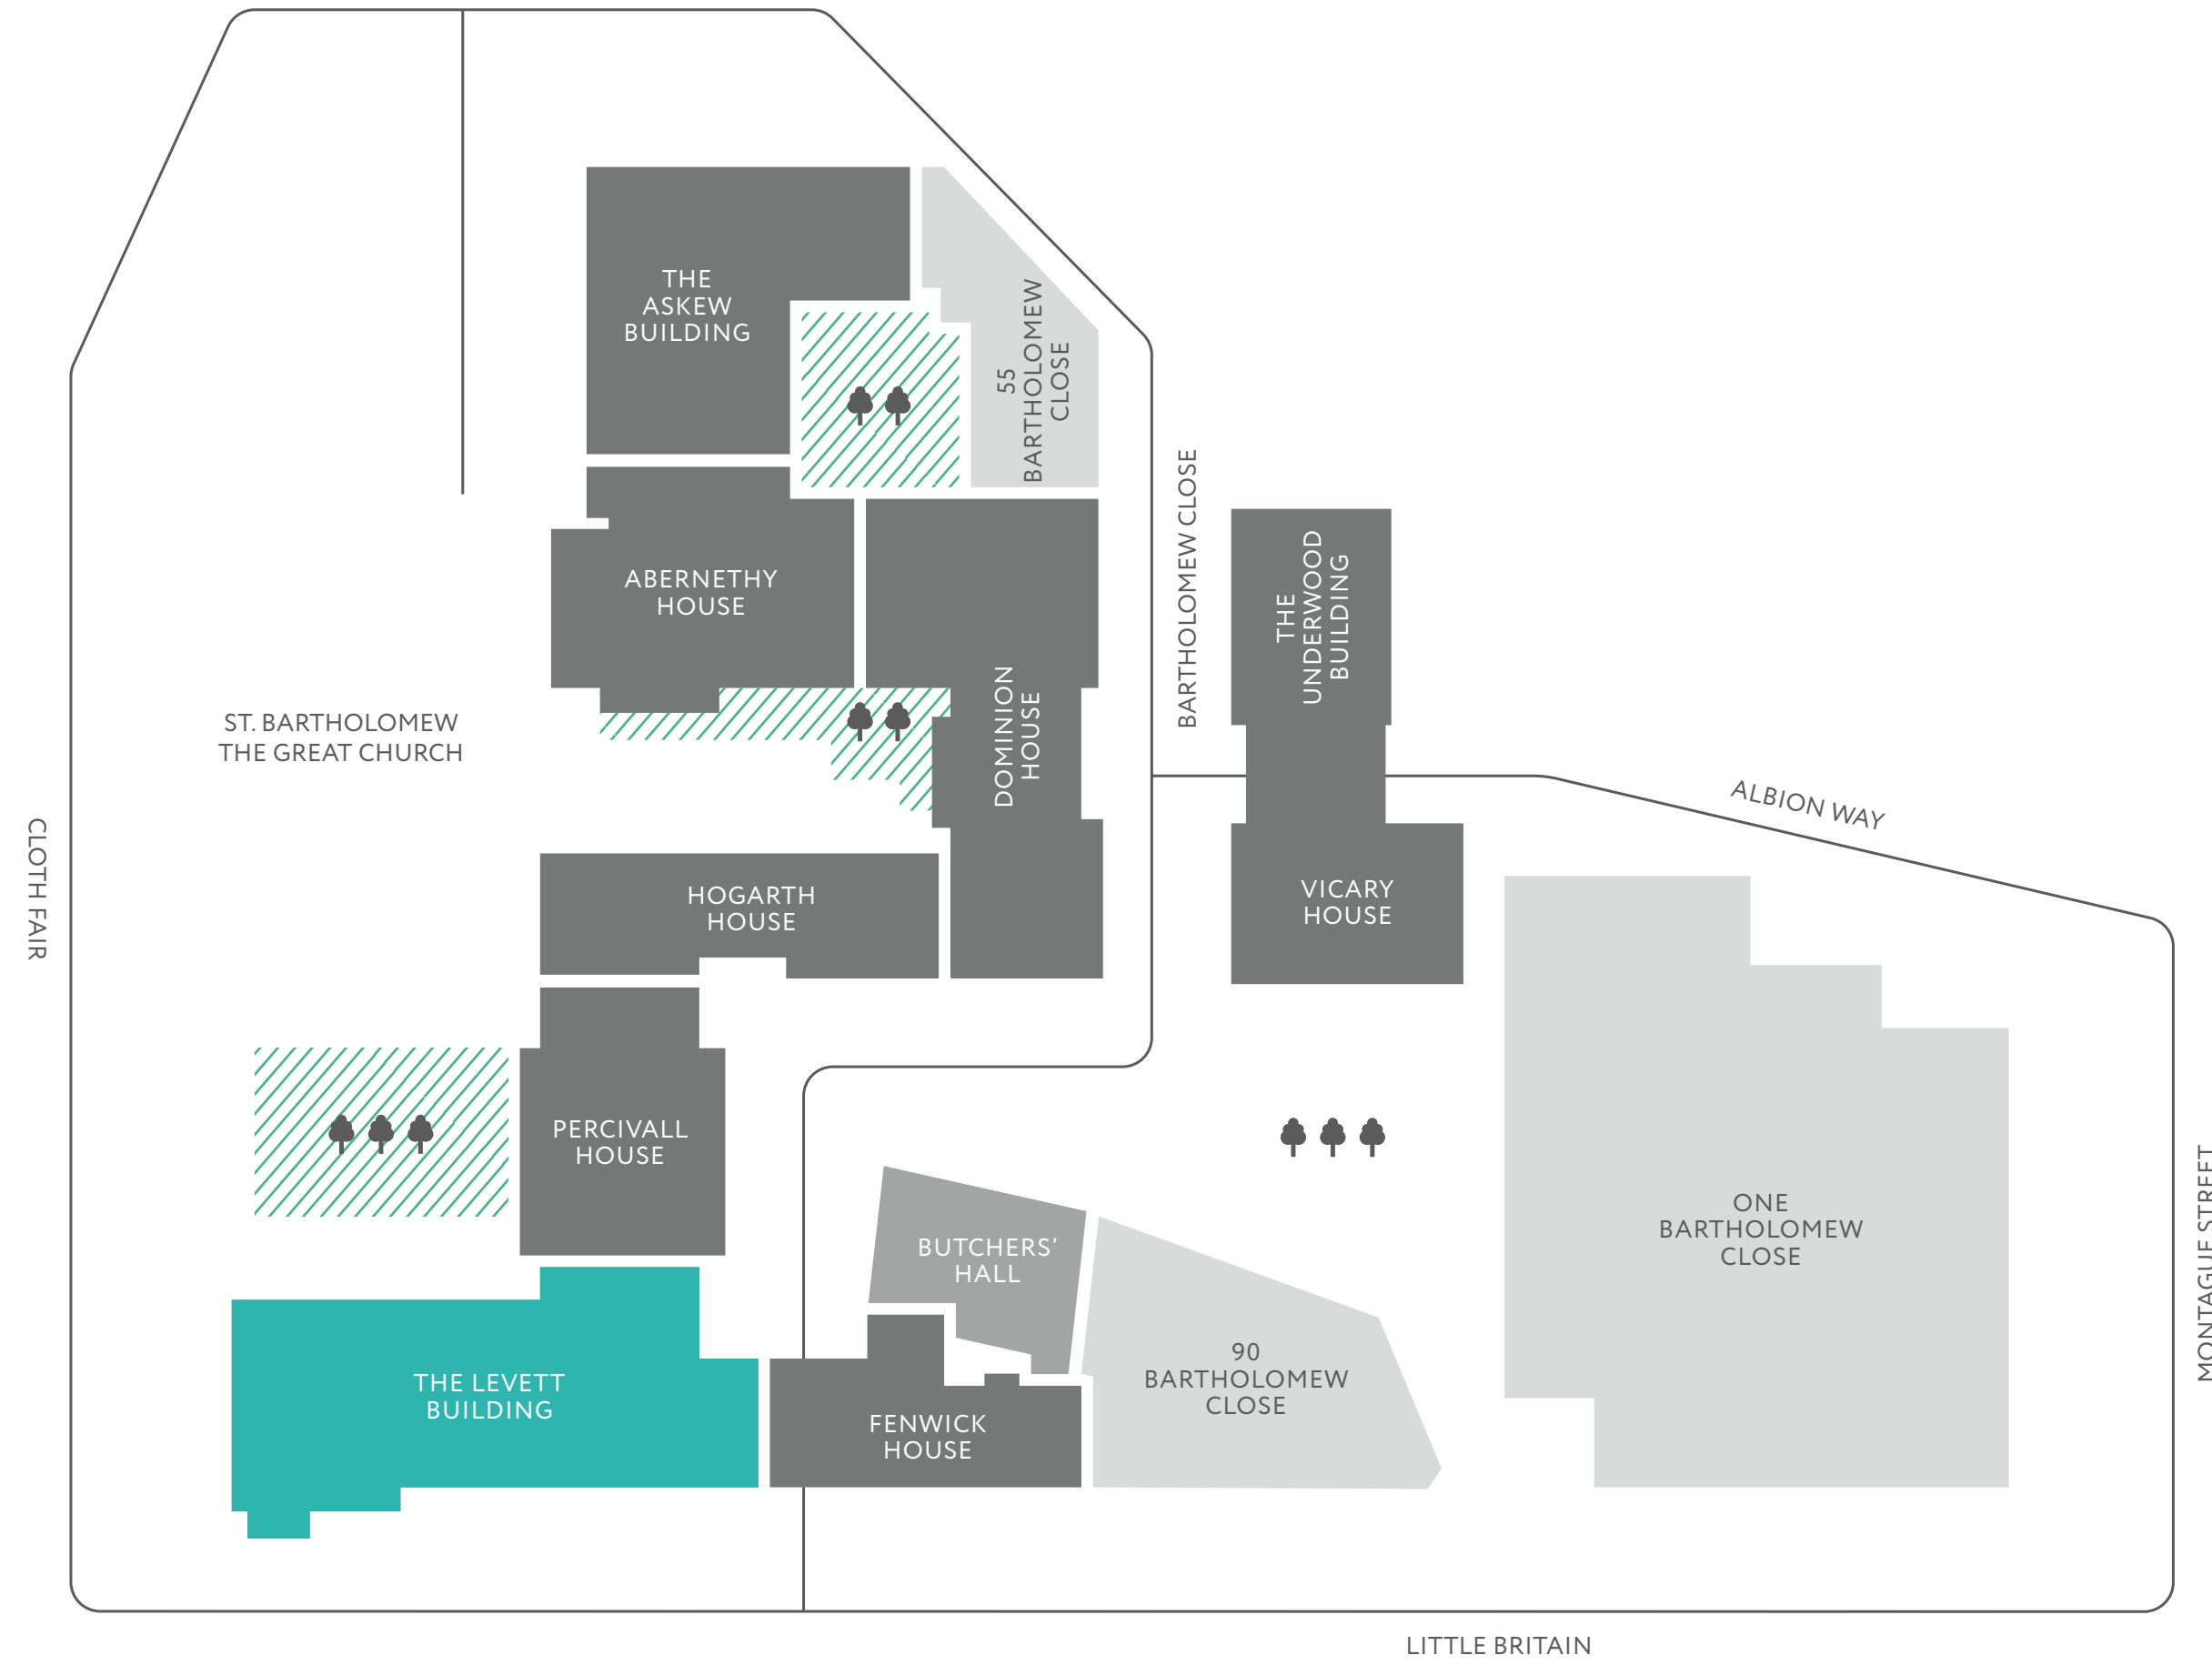 THE
ASKEW
BUILDING
55
BARTHOLOMEW
CLOSE
BARTHOLOMEW CLOSE
ABERNETHY
HOUSE
THE
UNDERWOOD
BUILDING
ST. BARTHOLOMEW
THE GREAT CHURCH
DOMINION
HOUSE
ALBION WAY
CLOTH FAIR
HOGARTH
HOUSE
VICARY
HOUSE
PERCIVALL
HOUSE
ONE
BARTHOLOMEW
CLOSE
MONTAGUE STREET
BUTCHERS’
HALL
90
BARTHOLOMEW
CLOSE
THE LEVETT
BUILDING
FENWICK
HOUSE
LITTLE BRITAIN